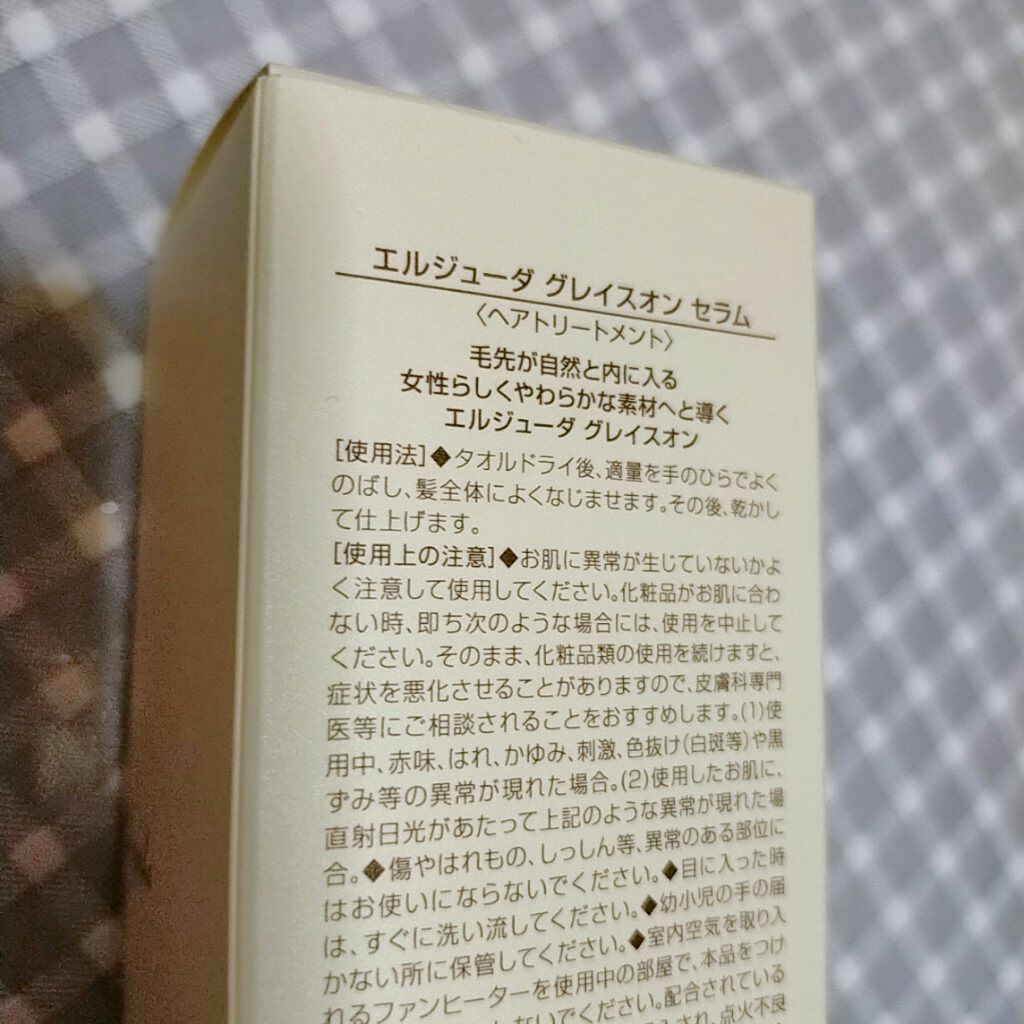 エルジューダ グレイスオン セラム
〈ヘアトリートメント〉
毛先が自然と内に入る
女性らしくやわらかな素材へと導く
エルジューダ グレイスオン
[使用法]◆タオルドライ後、適量を手のひらでよく
のばし、髪全体によくなじませます。その後、乾かし
て仕上げます。
[使用上の注意]◆お肌に異常が生じていないかよ
く注意して使用してください。化粧品がお肌に合わ
ない時、即ち次のような場合には、使用を中止して
ください。そのまま、化粧品類の使用を続けますと、
症状を悪化させることがありますので、皮膚科専門
医等にご相談されることをおすすめします。(1)使
用中、赤味、はれ、かゆみ、刺激、色抜け(白斑等)や黒
ずみ等の異常が現れた場合。(2)使用したお肌に、
直射日光があたって上記のような異常が現れた場
合。◆傷やはれもの、しっしん等、異常のある部位に
はお使いにならないでください。◆目に入った時
は、すぐに洗い流してください。◆幼小児の手の届
かない所に保管してください。◆室内空気を取り入
れるファンヒーターを使用中の部屋で、本品をつけ
ないでください。配合されている
され、点火不良